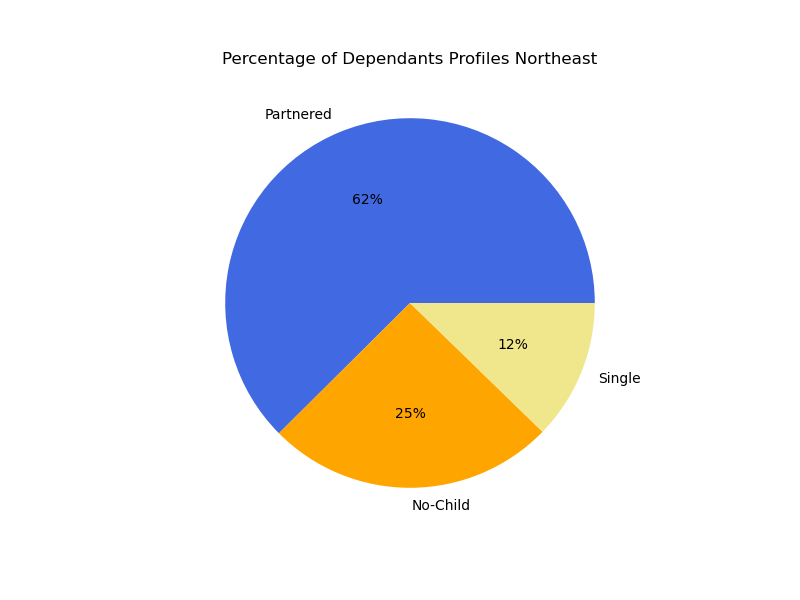 Percentage of Dependants Profiles Northeast
Partnered
62%
12%
Single
25%
No-Child